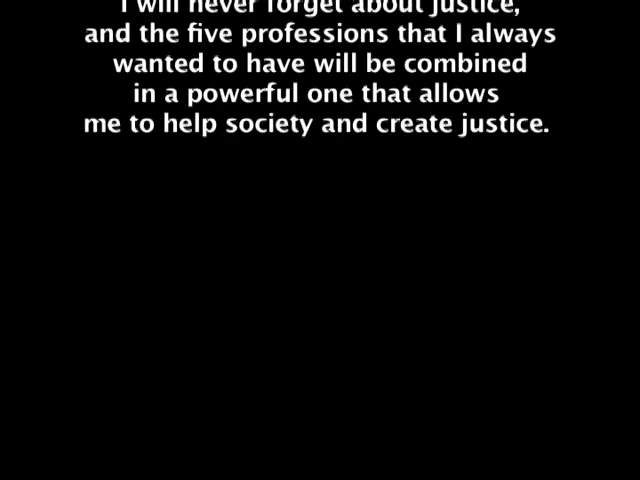 I will never forget about justice,
and the five professions that I always
wanted to have will be combined
in a powerful one that allows
me to help society and create justice.